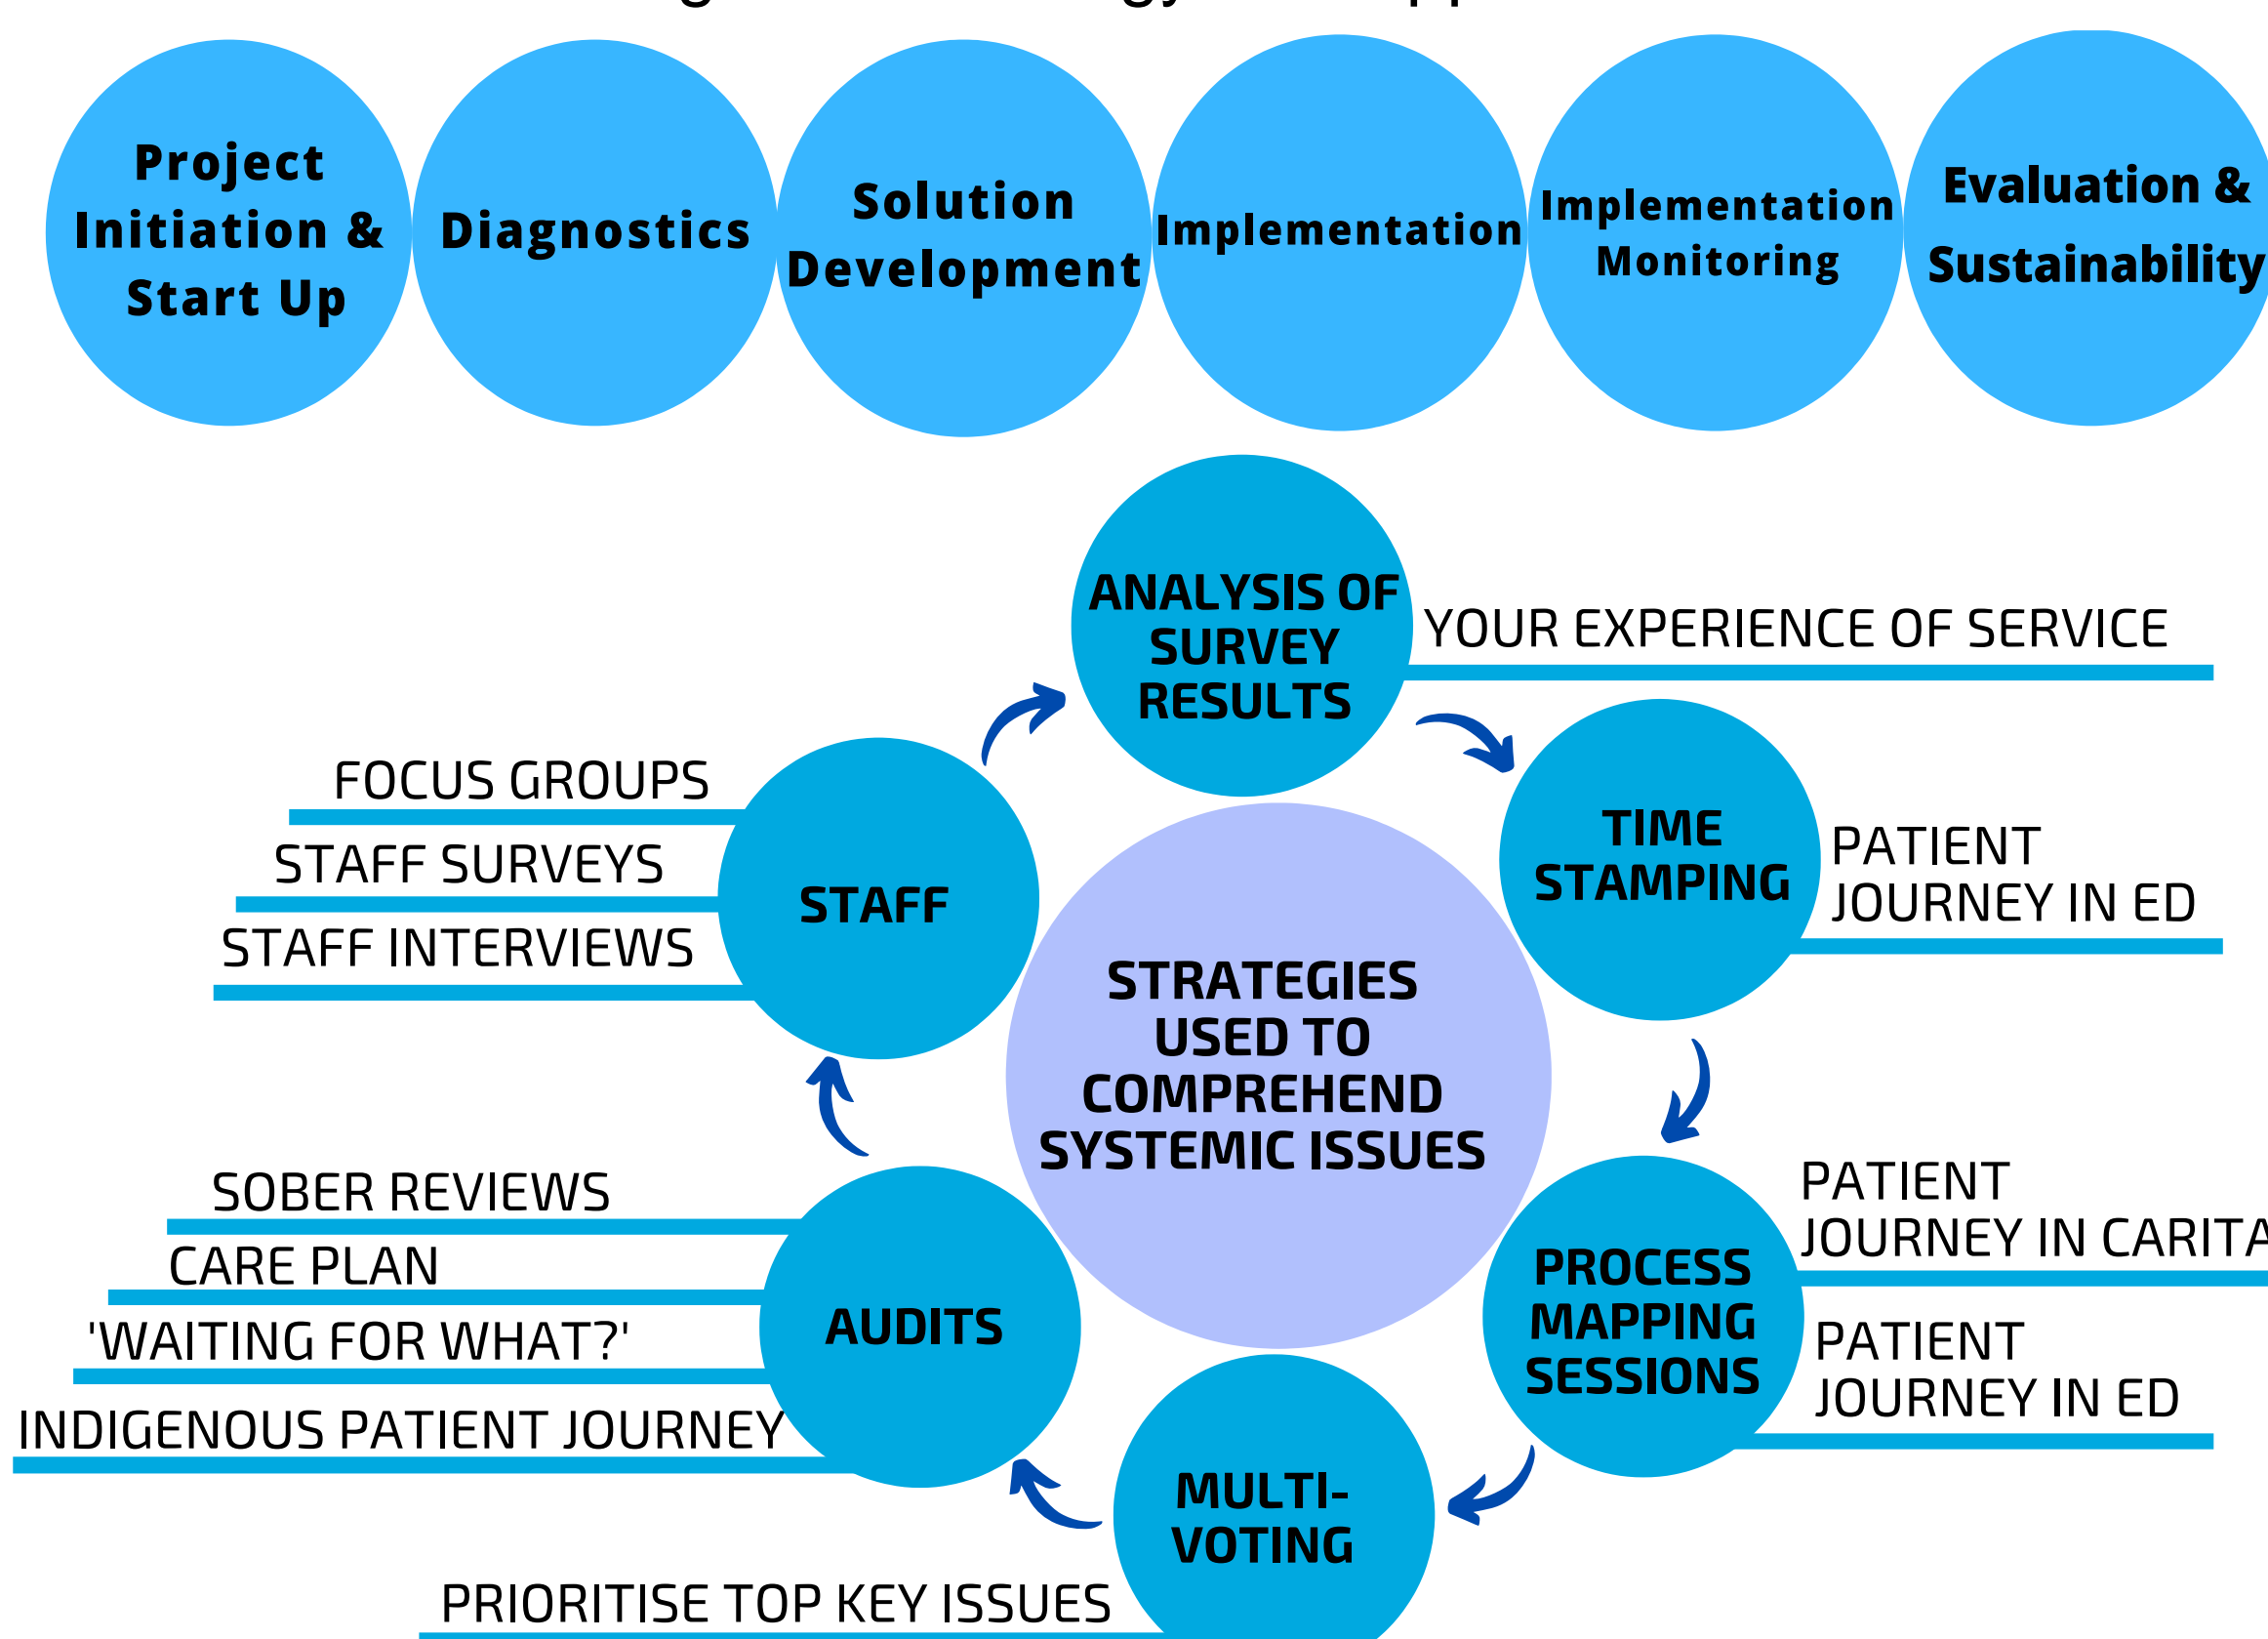 Project
Initiation &
Start Up
Diagnostics
Solution
Development
Implementation
Implementation
Monitoring
Evaluation &
Sustainability
ANALYSIS OF
SURVEY
RESULTS
YOUR EXPERIENCE OF SERVICE
TIME
STAMPING
PATIENT
JOURNEY IN ED
PROCESS
MAPPING
SESSIONS
PATIENT
JOURNEY IN CARITA
PATIENT
JOURNEY IN ED
MULTI-
VOTING
PRIORITISE TOP KEY ISSUES
AUDITS
SOBER REVIEWS
CARE PLAN
'WAITING FOR WHAT?'
INDIGENOUS PATIENT JOURNEY
STAFF
FOCUS GROUPS
STAFF SURVEYS
STAFF INTERVIEWS
STRATEGIES
USED TO
COMPREHEND
SYSTEMIC ISSUES